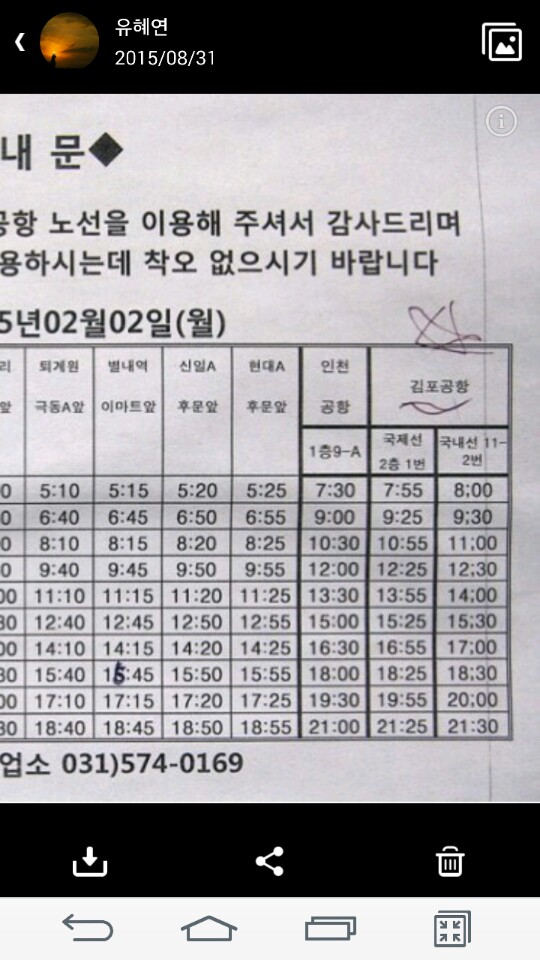 유혜연
2015/08/31
내 문◆
공항 노선을 이용해 주셔서 감사드리며
용하시는데 착오 없으시기 바랍니다
5년02월02일(월)
리 퇴계원 별내역 신일A 현대A 인천 김포공항
앞 극동A앞 이마트앞 후문앞 후문앞 공항
1층9-A 국제선 2층 1번 국내선 11-2번
0 5:10 5:15 5:20 5:25 7:30 7:55 8;00
0 6:40 6:45 6:50 6:55 9:00 9:25 9;30
0 8:10 8:15 8:20 8:25 10:30 10:55 11;00
0 9:40 9:45 9:50 9:55 12:00 12:25 12;30
00 11:10 11:15 11:20 11:25 13:30 13:55 14;00
30 12:40 12:45 12:50 12:55 15:00 15:25 15;30
00 14:10 14:15 14:20 14:25 16:30 16:55 17;00
30 15:40 15:45 15:50 15:55 18:00 18:25 18;30
00 17:10 17:15 17:20 17:25 19:30 19:55 20;00
30 18:40 18:45 18:50 18:55 21:00 21:25 21:30
업소 031)574-0169